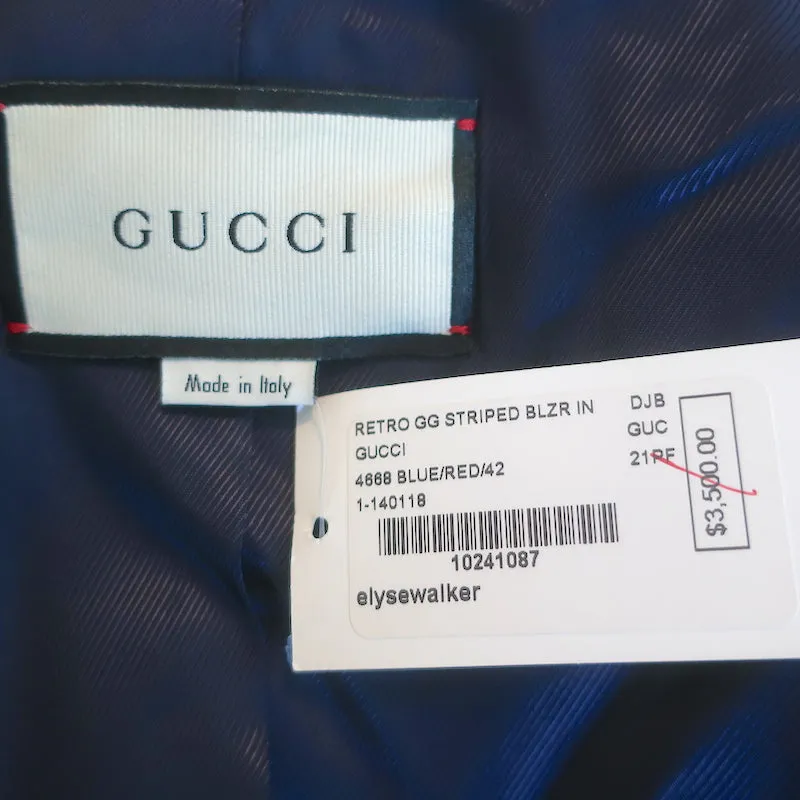 GUCCI
Made in Italy
RETRO GG STRIPED BLZR IN
GUCCI
4668 BLUE/RED/42
1-140118
10241087
elysewalker
DJB
GUC
21PF
$3,500.00